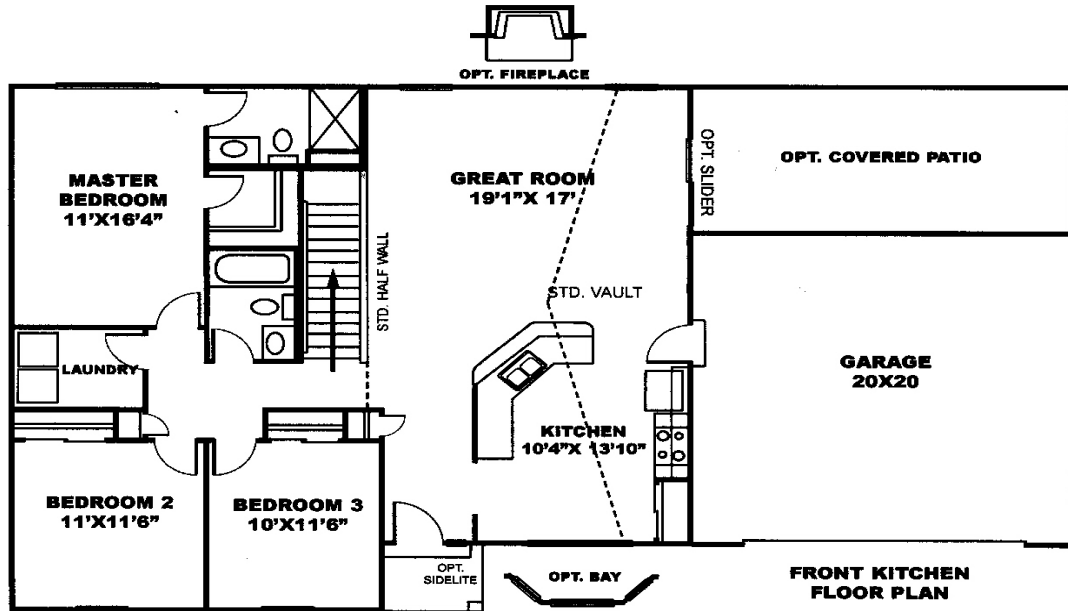 OPT. FIREPLACE
MASTER
BEDROOM
11'X16'4"
GREAT ROOM
19'1"X 17'
OPT. SLIDER
OPT. COVERED PATIO
STD. HALF WALL
STD. VAULT
LAUNDRY
GARAGE
20X20
KITCHEN
10'4"X 13'10"
BEDROOM 2
11'X11'6"
BEDROOM 3
10'X11'6"
OPT.
SIDELITE
OPT. BAY
FRONT KITCHEN
FLOOR PLAN